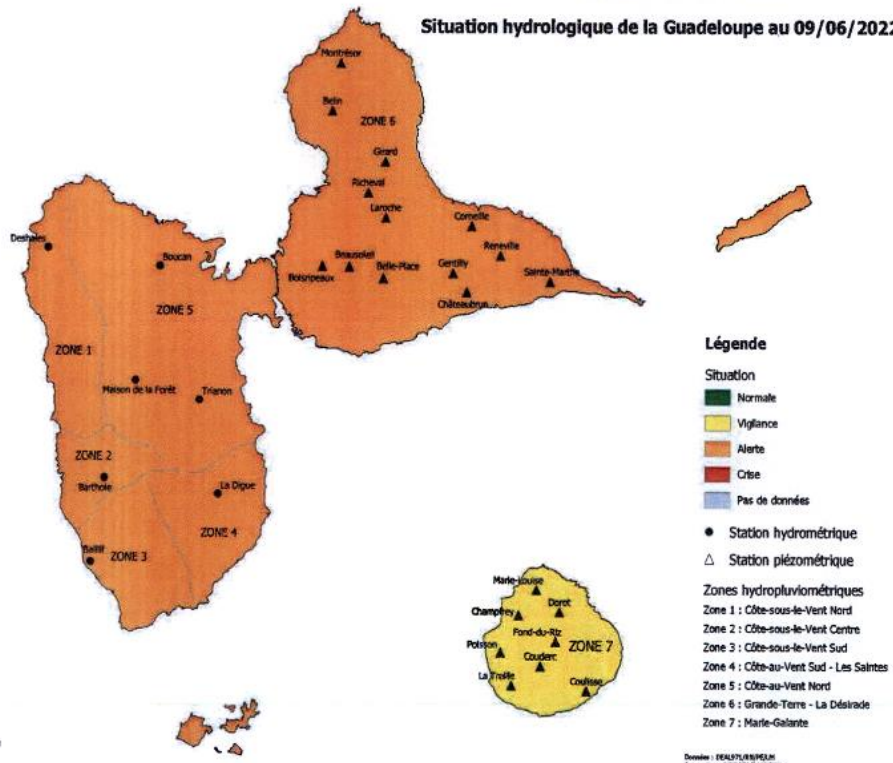 Situation hydrologique de la Guadeloupe au 09/06/2022
Montrésor
Belin
ZONE 6
Girard
Richeval
Laroche
Corneille
Deshaies
Boucan
Reneville
Boisripeaux
Beausoleil
Belle-Place
Gentilly
Sainte-Marthe
Châteaubrun
ZONE 5
ZONE 1
Maison de la Forêt
Trianon
ZONE 2
Barthole
La Digue
ZONE 4
Baillif
ZONE 3
Légende
Situation
Normale
Vigilance
Alerte
Crise
Pas de données
Station hydrométrique
Station piézométrique
Zones hydropluviométriques
Zone 1 : Côte-sous-le-Vent Nord
Zone 2 : Côte-sous-le-Vent Centre
Zone 3 : Côte-sous-le-Vent Sud
Zone 4 : Côte-au-Vent Sud - Les Saintes
Zone 5 : Côte-au-Vent Nord
Zone 6 : Grande-Terre - La Désirade
Zone 7 : Marie-Galante
Marie-Louise
Champfrey
Dorot
Fond-du-Riz
Poisson
ZONE 7
Couderc
La Treille
Coulisse